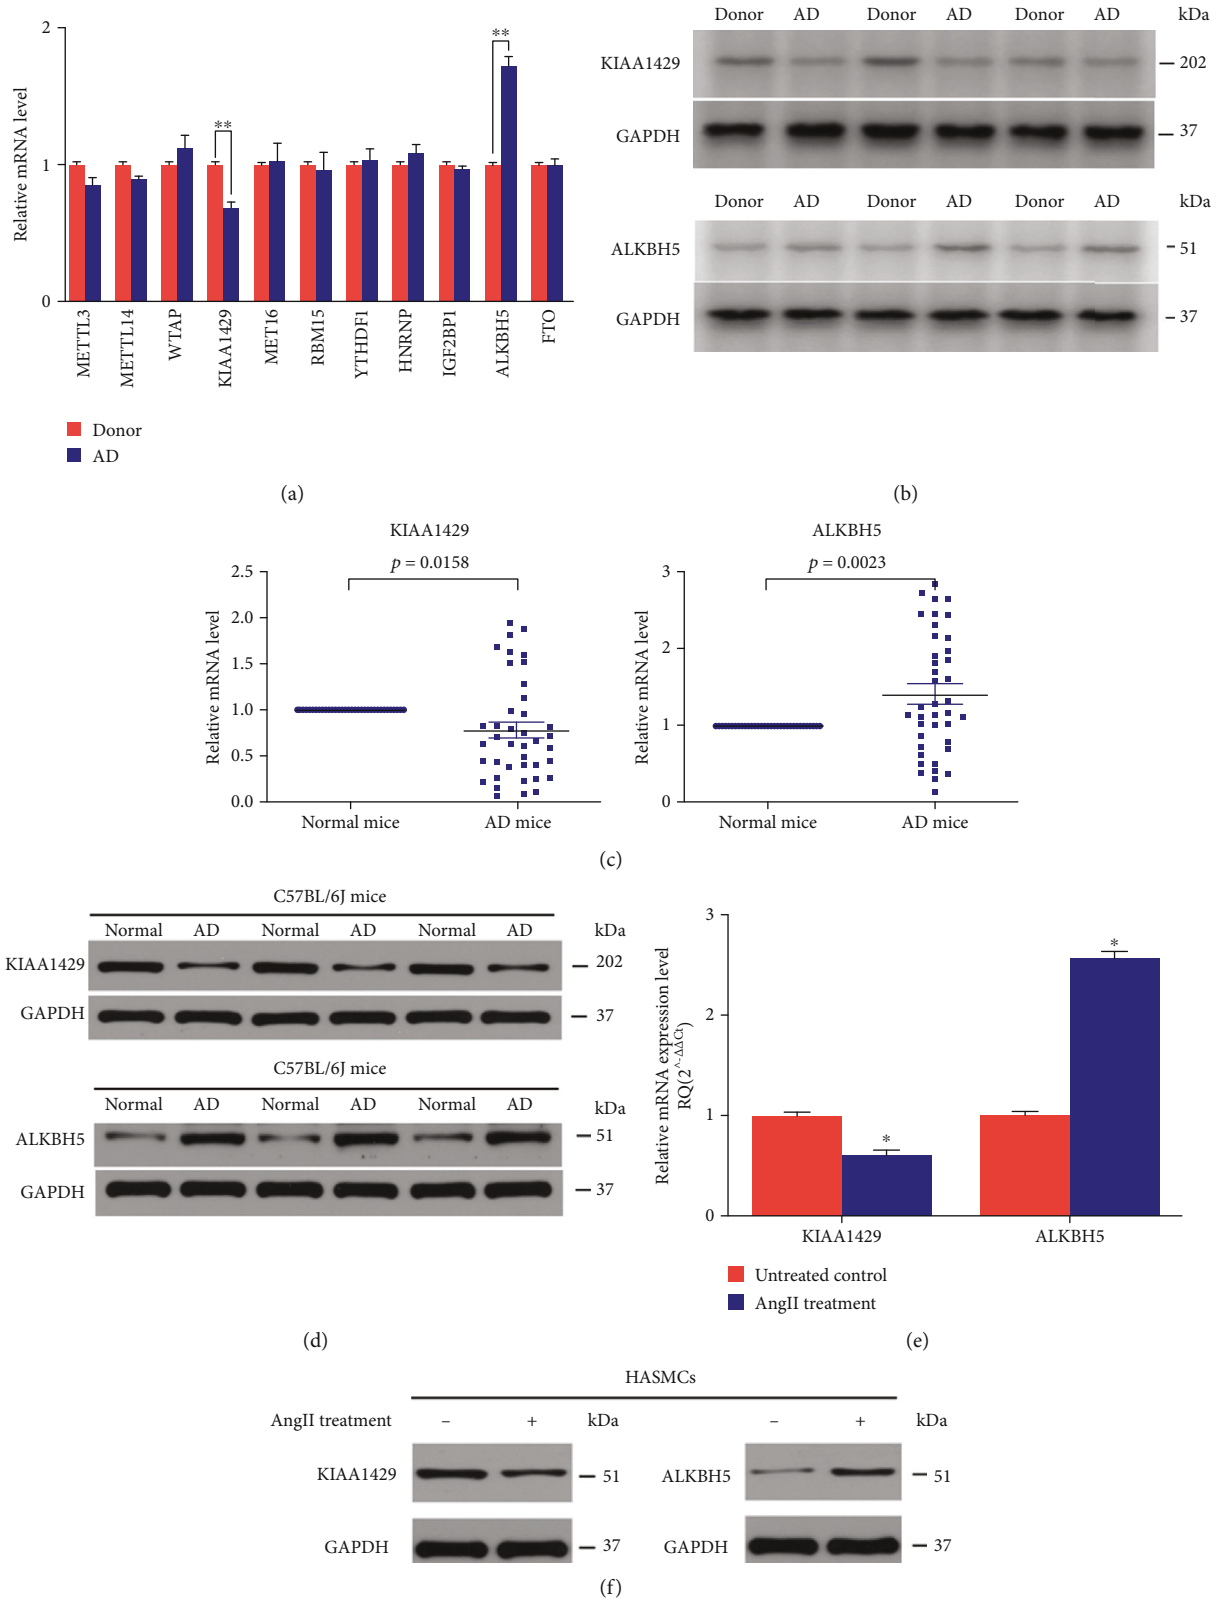 2
1
0
Relative mRNA level
**
**
METTL3
METTL14
WTAP
KIAA1429
MET16
RBM15
YTHDF1
HNRNP
IGF2BP1
ALKBH5
FTO
Donor
AD
(a)
Donor AD Donor AD Donor AD kDa
KIAA1429 202
GAPDH 37
Donor AD Donor AD Donor AD kDa
ALKBH5 51
GAPDH 37
(b)
KIAA1429
p = 0.0158
2.5
2.0
1.5
1.0
0.5
0.0
Relative mRNA level
Normal mice AD mice
ALKBH5
p = 0.0023
3
2
1
0
Relative mRNA level
Normal mice AD mice
(c)
C57BL/6J mice
Normal AD Normal AD Normal AD kDa
KIAA1429 202
GAPDH 37
C57BL/6J mice
Normal AD Normal AD Normal AD kDa
ALKBH5 51
GAPDH 37
(d)
3
2
1
0
Relative mRNA expression level
RQ(2^-ΔΔCt)
*
*
KIAA1429 ALKBH5
Untreated control
AngII treatment
(e)
HASMCs
AngII treatment – + kDa – + kDa
KIAA1429 51 ALKBH5 51
GAPDH 37 GAPDH 37
(f)